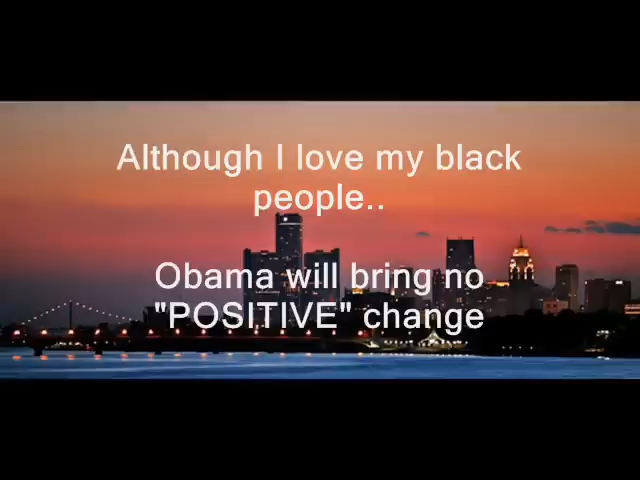 Although I love my black
people..
Obama will bring no
"POSITIVE" change